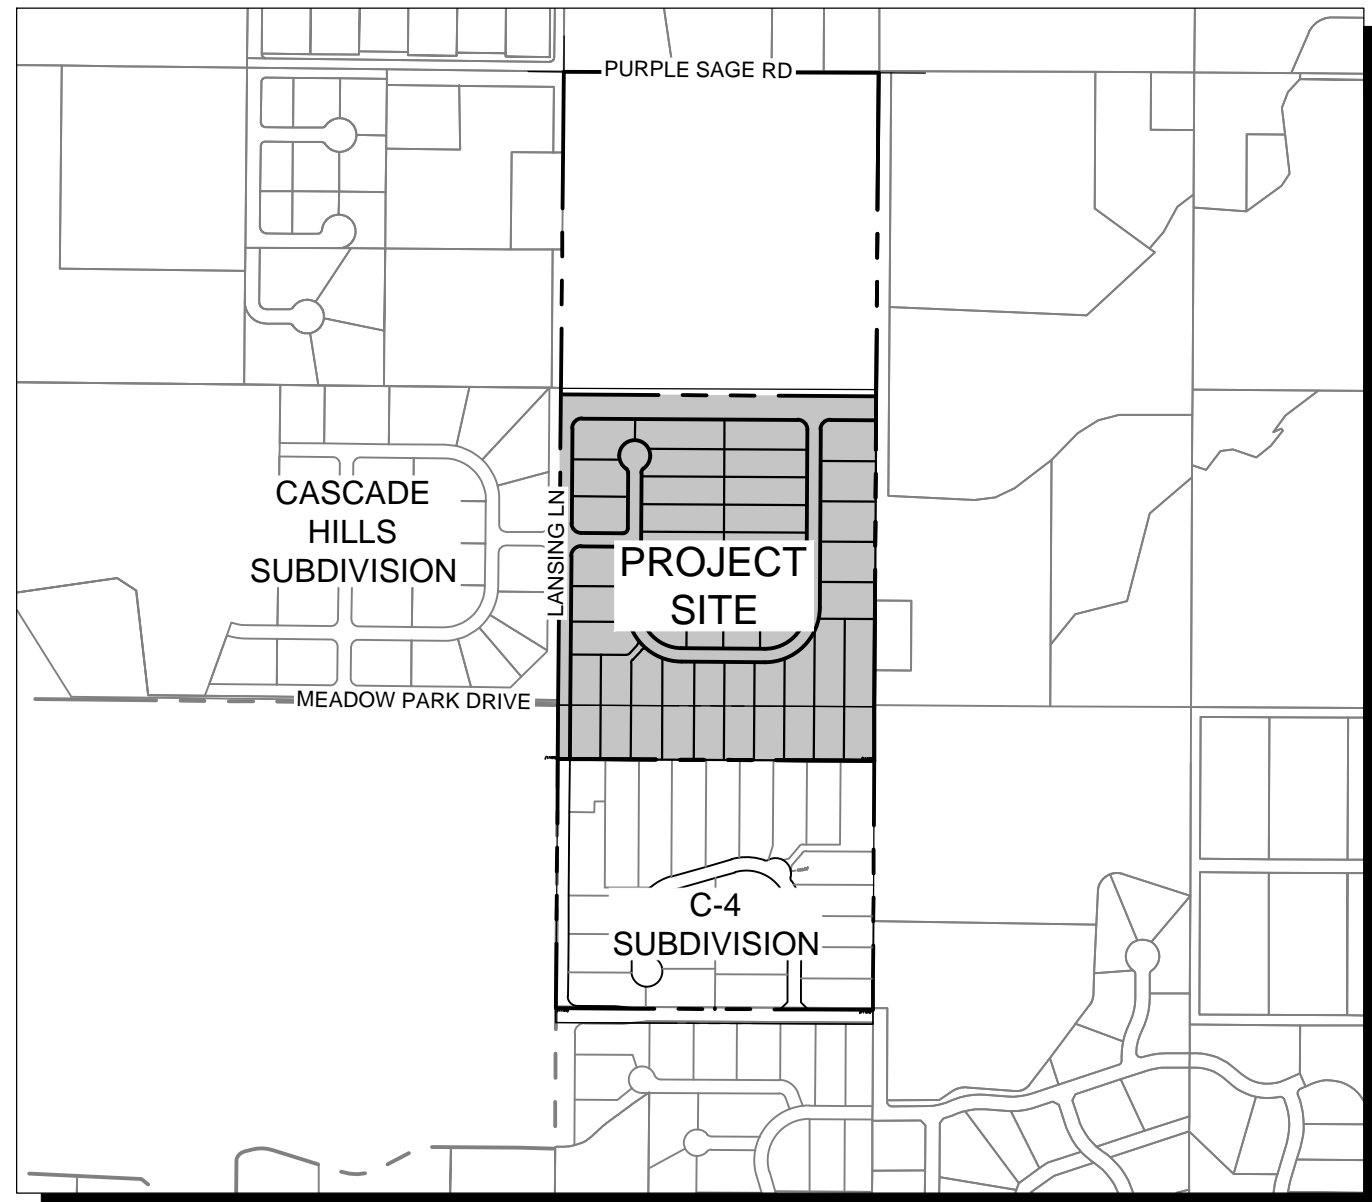 PURPLE SAGE RD
CASCADE
HILLS
SUBDIVISION
LANSING LN
PROJECT
SITE
MEADOW PARK DRIVE
C-4
SUBDIVISION